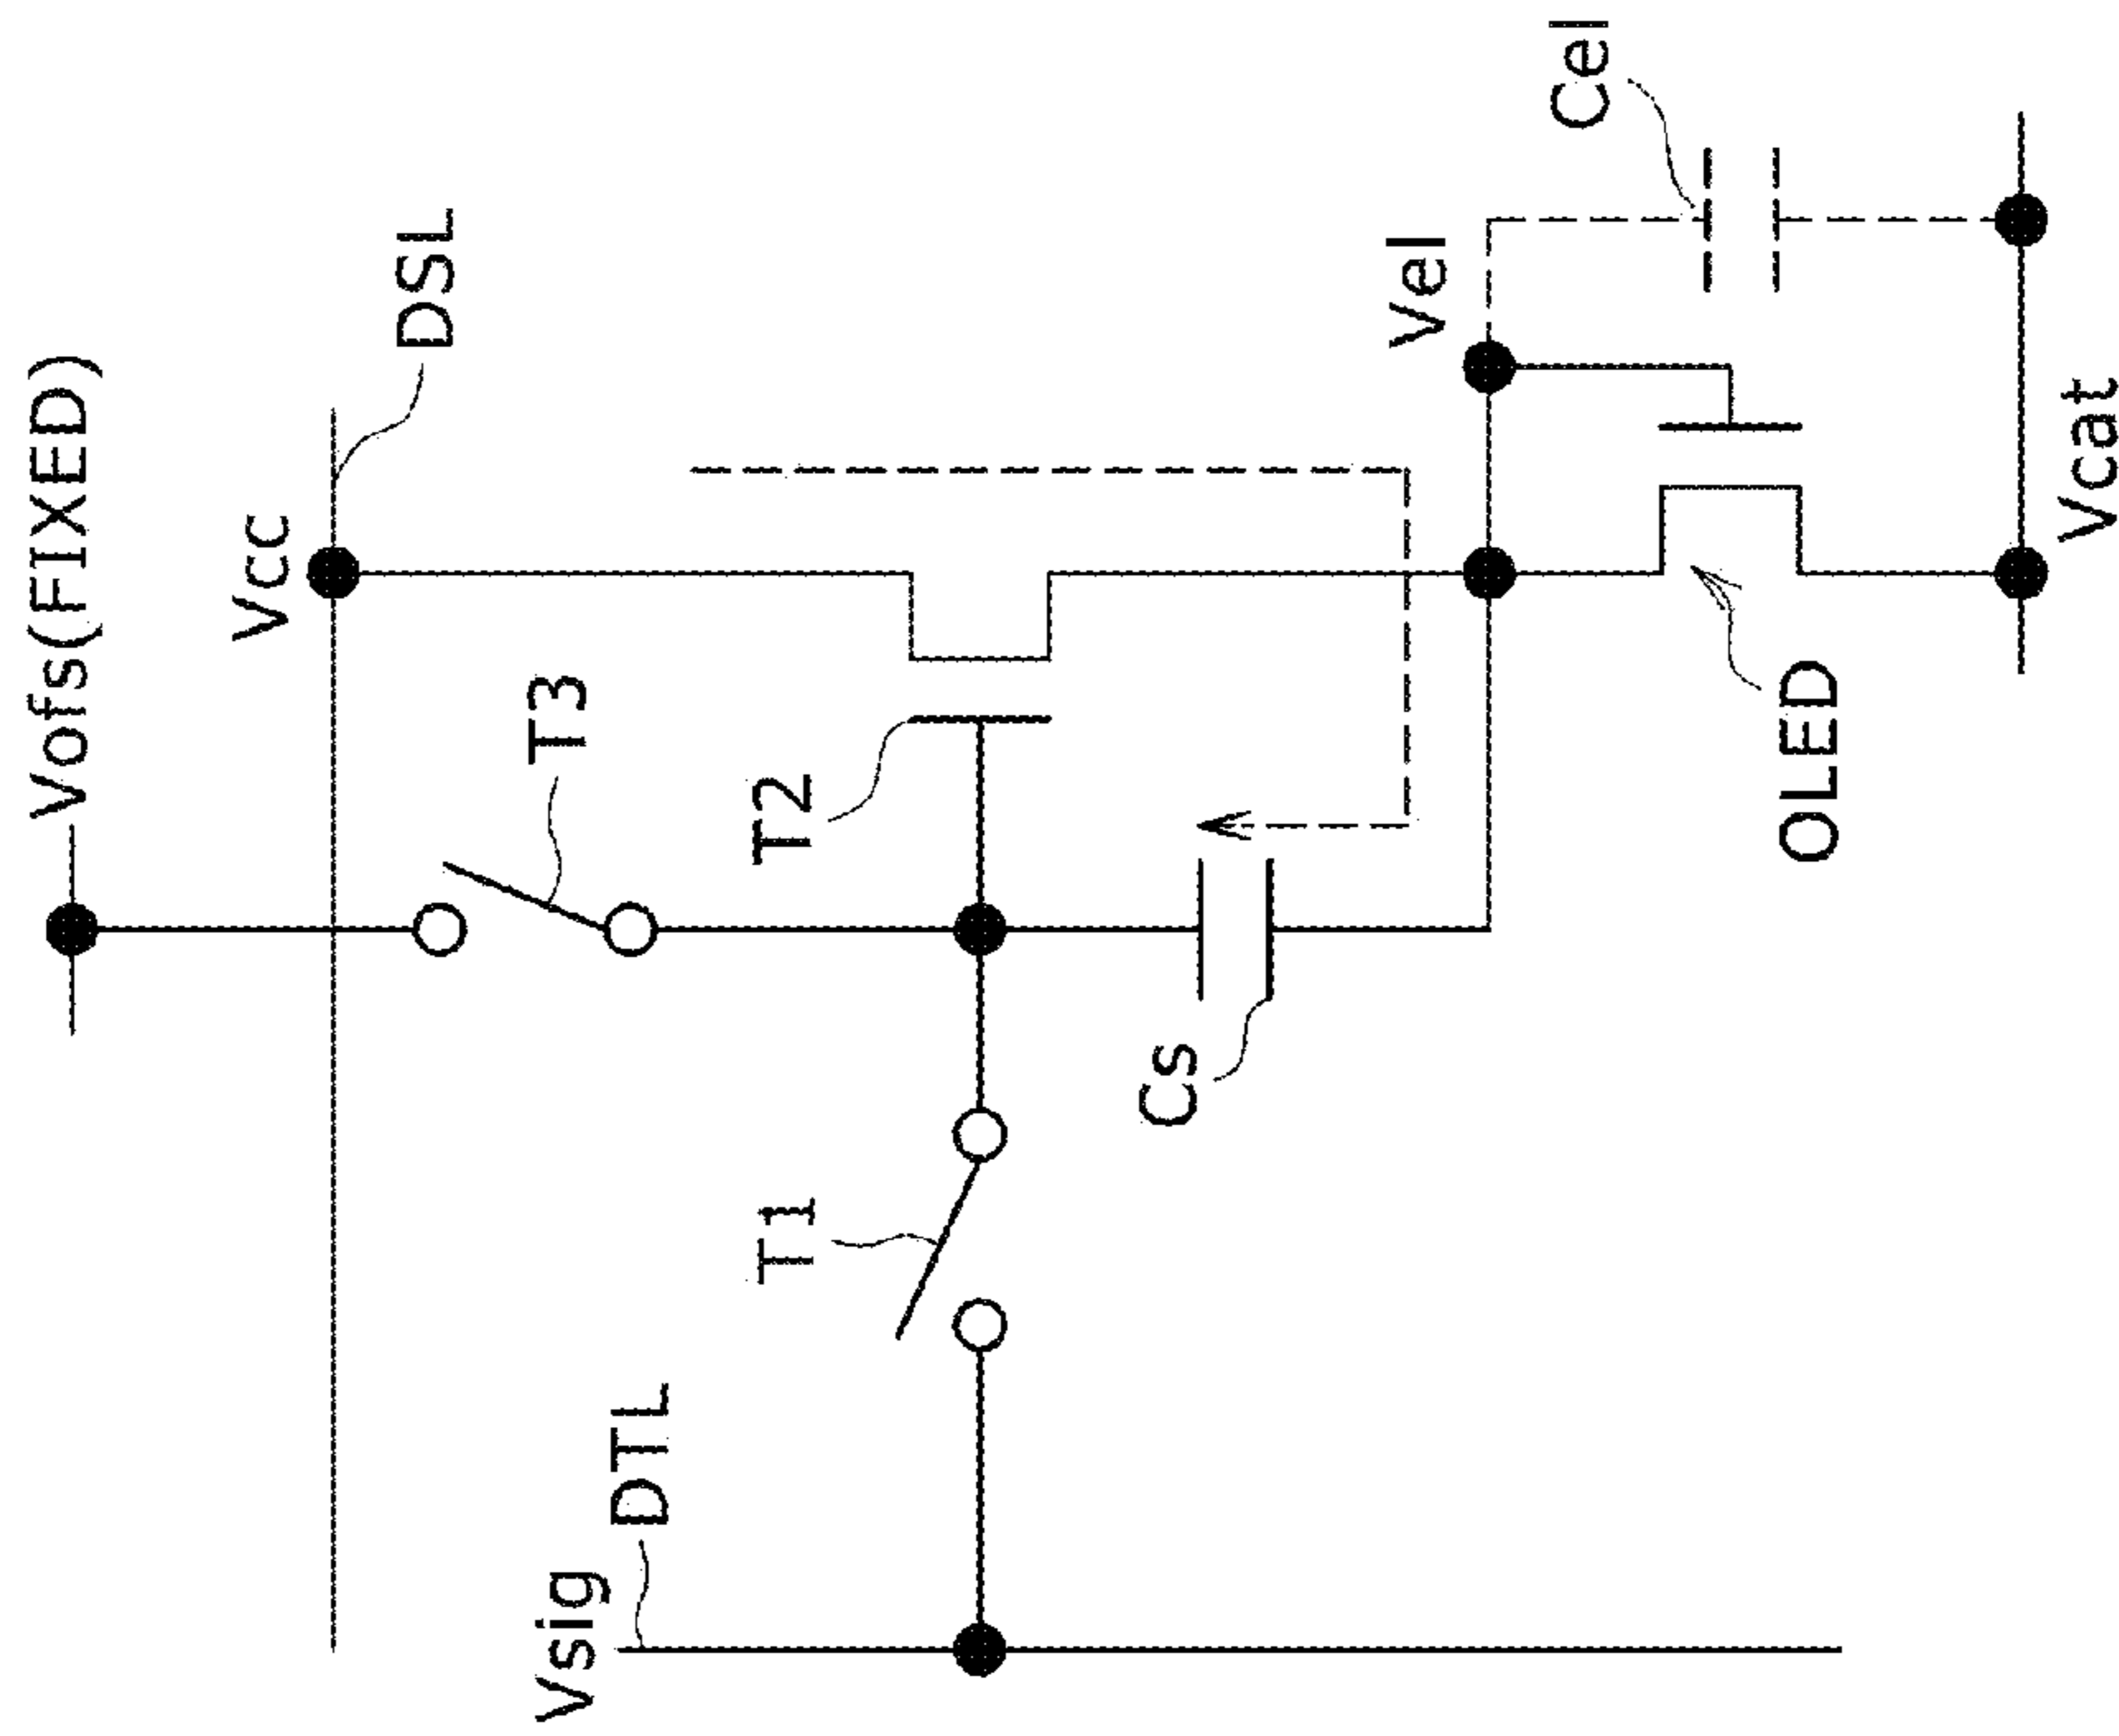 Vofs(FIXED)
Vcc
DSL
T3
T2
T1
Vsig
DTL
Cs
Vel
Cel
OLED
Vcat